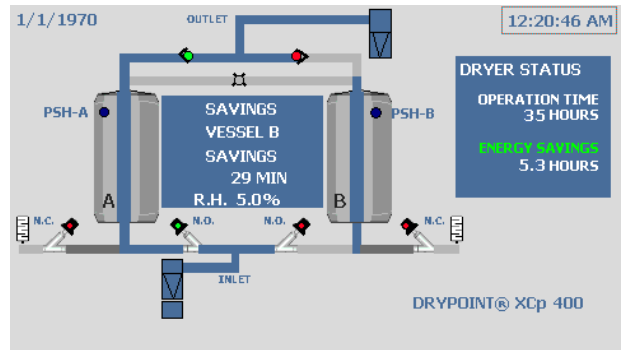 1/1/1970
OUTLET
12:20:46 AM
DRYER STATUS
OPERATION TIME
35 HOURS
ENERGY SAVINGS
5.3 HOURS
PSH-A
PSH-B
SAVINGS
VESSEL B
SAVINGS
29 MIN
R.H. 5.0%
A
B
N.C.
N.O.
N.O.
N.C.
INLET
DRYPOINT® XCp 400